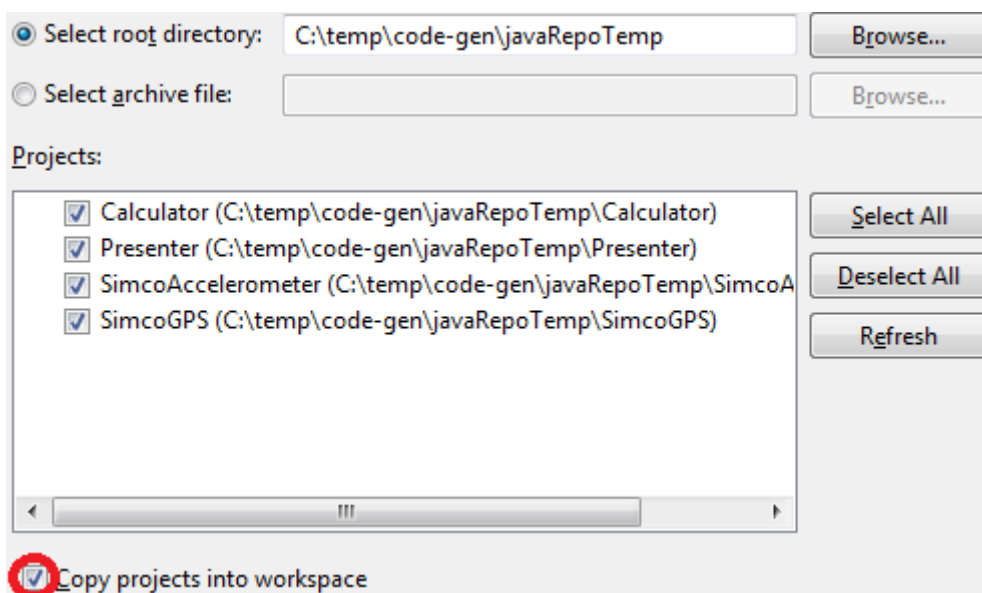 Select root directory: C:\temp\code-gen\javaRepoTemp Browse...
Select archive file: Browse...
Projects:
Calculator (C:\temp\code-gen\javaRepoTemp\Calculator)
Presenter (C:\temp\code-gen\javaRepoTemp\Presenter)
SimcoAccelerometer (C:\temp\code-gen\javaRepoTemp\SimcoA
SimcoGPS (C:\temp\code-gen\javaRepoTemp\SimcoGPS)
Select All
Deselect All
Refresh
Copy projects into workspace